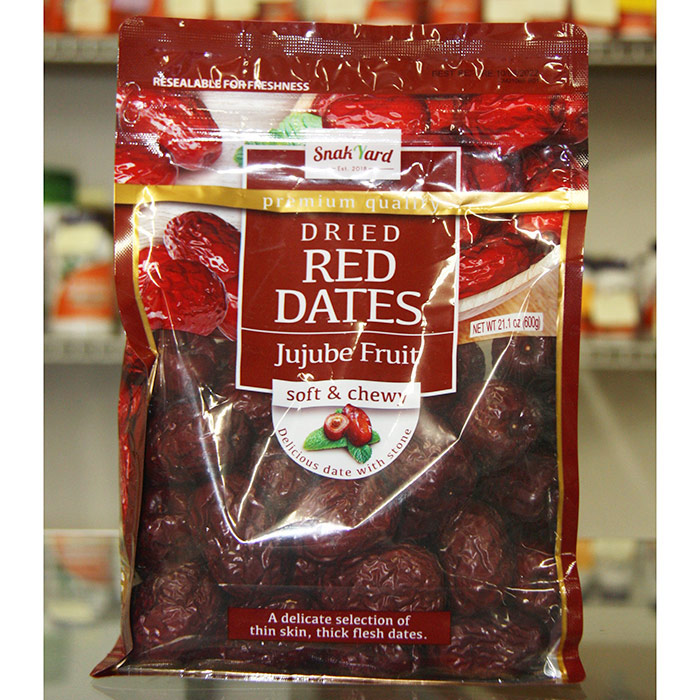 RESEALABLE FOR FRESHNESS
SnakYard
Est. 2018
premium quality
DRIED
RED
DATES
Jujube Fruit
NET WT 21.1 oz (600g)
soft & chewy
Delicious date with stone
A delicate selection of
thin skin, thick flesh dates.